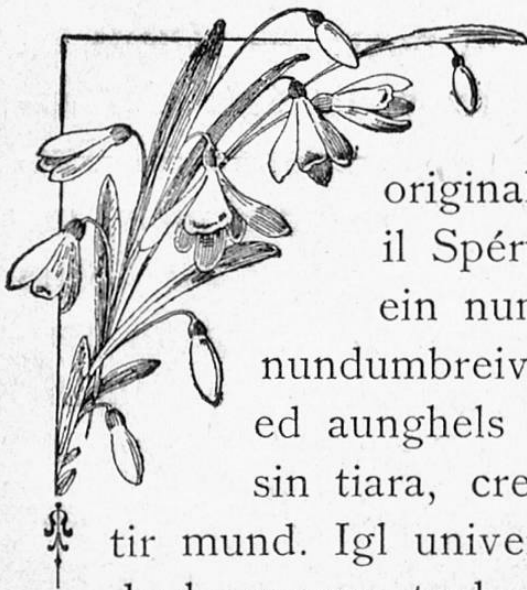 original
il Spér
ein nun
nundumbreiv
ed aunghels
sin tiara, cre
tir mund. Igl unive